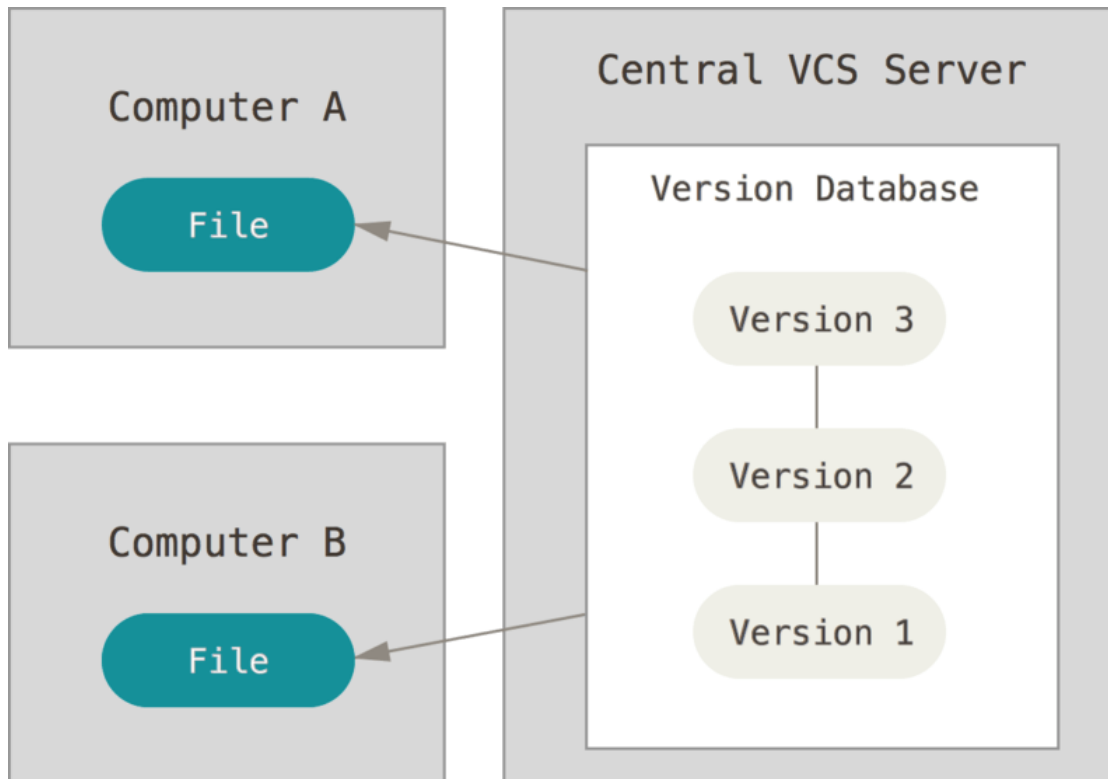 Computer A
File
Computer B
File
Central VCS Server
Version Database
Version 3
Version 2
Version 1